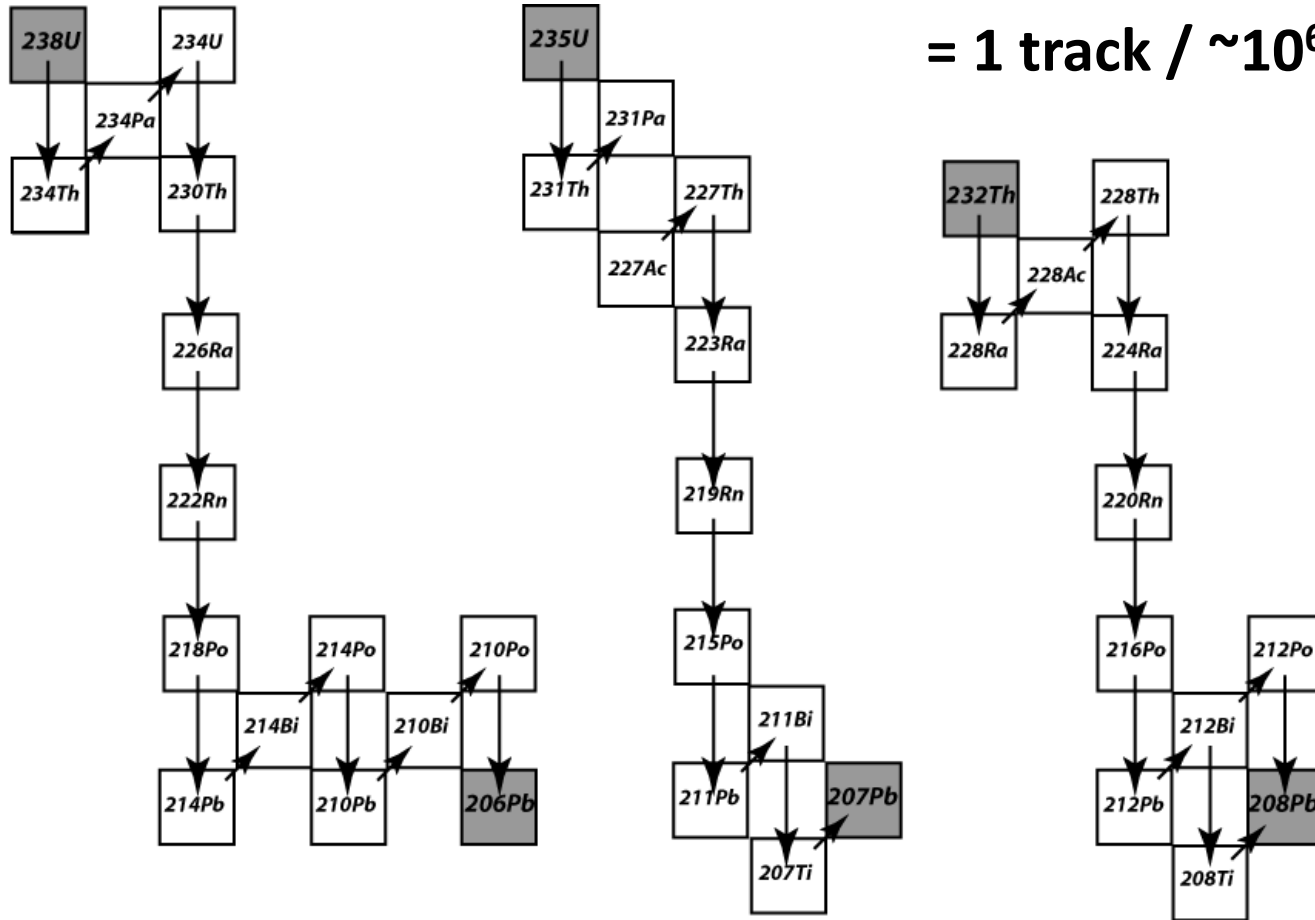 = 1 track / ~10⁶
238U
234U
234Pa
234Th
230Th
226Ra
222Rn
218Po
214Po
210Po
214Bi
210Bi
214Pb
210Pb
206Pb
235U
231Pa
231Th
227Th
227Ac
223Ra
219Rn
215Po
211Bi
211Pb
207Pb
207Ti
232Th
228Th
228Ac
228Ra
224Ra
220Rn
216Po
212Po
212Bi
212Pb
208Pb
208Ti